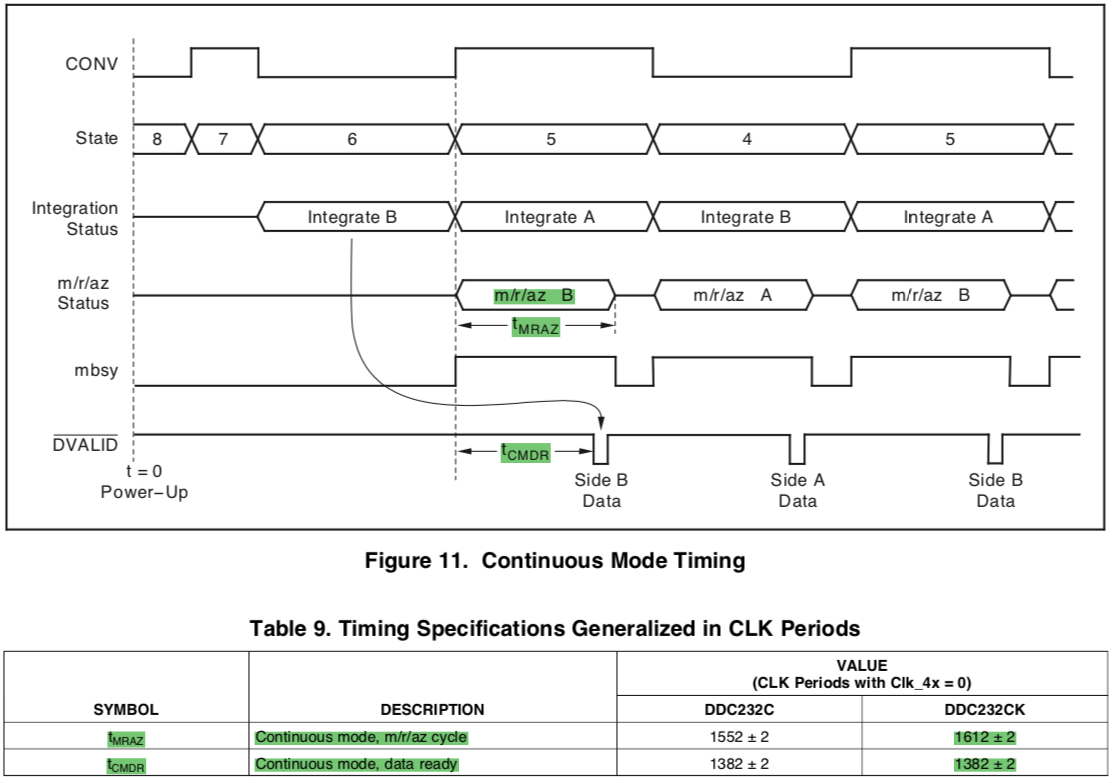 CONV
State
8
7
6
5
4
5
Integration
Status
Integrate B
Integrate A
Integrate B
Integrate A
m/r/az
Status
m/r/az B
m/r/az A
m/r/az B
tMRAZ
mbsy
DVALID
tCMDR
t = 0
Power−Up
Side B
Data
Side A
Data
Side B
Data
Figure 11. Continuous Mode Timing
Table 9. Timing Specifications Generalized in CLK Periods
VALUE
(CLK Periods with Clk_4x = 0)
SYMBOL DESCRIPTION DDC232C DDC232CK
tMRAZ Continuous mode, m/r/az cycle 1552 ± 2 1612 ± 2
tCMDR Continuous mode, data ready 1382 ± 2 1382 ± 2